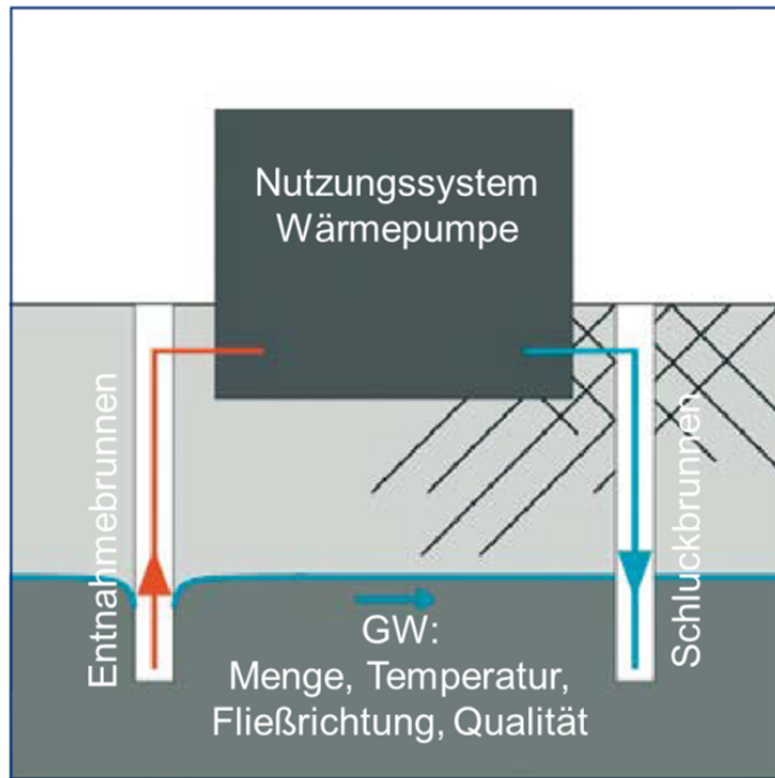 Nutzungssystem
Wärmepumpe
Entnahmebrunnen
Schluckbrunnen
GW:
Menge, Temperatur,
Fließrichtung, Qualität